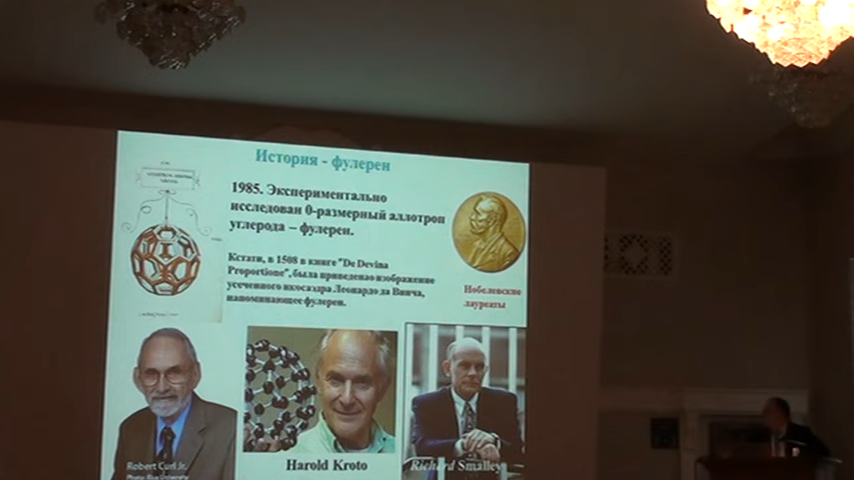 История - фулерен
1985. Экспериментально
исследован 0-размерный аллотроп
углерода – фулерен.
Кстати, в 1508 в книге "De Devina
Proportione", была приведенао изображение
усеченного икосаэдра Леонардо да Винча,
напоминающее фулерен.
Нобелевские
лауреаты
Robert Curl Jr.
Harold Kroto
Richard Smalley